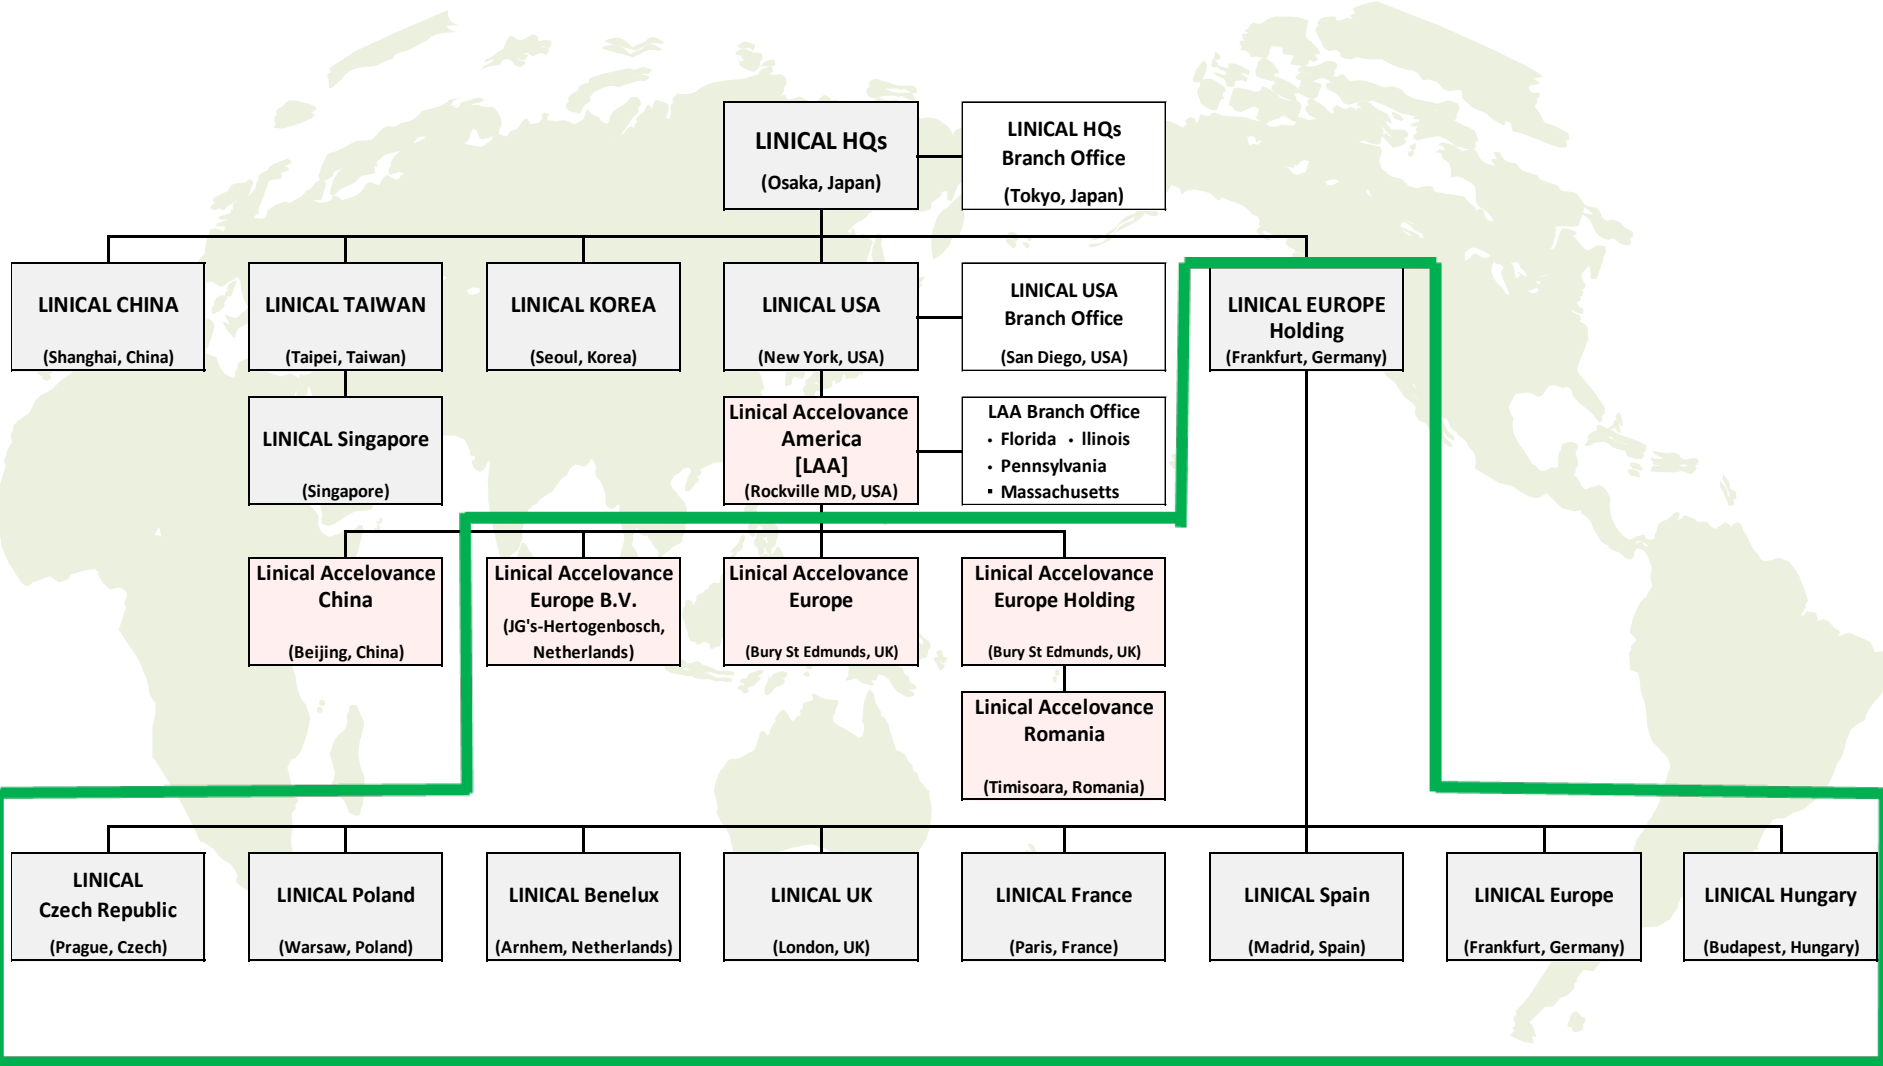 LINICAL HQs
(Osaka, Japan)
LINICAL HQs
Branch Office
(Tokyo, Japan)
LINICAL CHINA
(Shanghai, China)
LINICAL TAIWAN
(Taipei, Taiwan)
LINICAL KOREA
(Seoul, Korea)
LINICAL USA
(New York, USA)
LINICAL USA
Branch Office
(San Diego, USA)
LINICAL EUROPE
Holding
(Frankfurt, Germany)
LINICAL Singapore
(Singapore)
Linical Accelovance
America
[LAA]
(Rockville MD, USA)
LAA Branch Office
・ Florida ・ llinois
・ Pennsylvania
▪ Massachusetts
Linical Accelovance
China
(Beijing, China)
Linical Accelovance
Europe B.V.
(JG's-Hertogenbosch,
Netherlands)
Linical Accelovance
Europe
(Bury St Edmunds, UK)
Linical Accelovance
Europe Holding
(Bury St Edmunds, UK)
Linical Accelovance
Romania
(Timisoara, Romania)
LINICAL
Czech Republic
(Prague, Czech)
LINICAL Poland
(Warsaw, Poland)
LINICAL Benelux
(Arnhem, Netherlands)
LINICAL UK
(London, UK)
LINICAL France
(Paris, France)
LINICAL Spain
(Madrid, Spain)
LINICAL Europe
(Frankfurt, Germany)
LINICAL Hungary
(Budapest, Hungary)